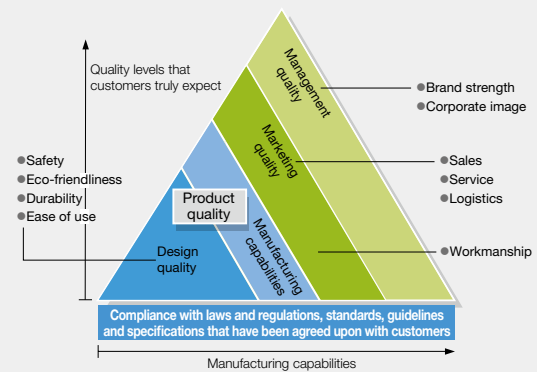 Quality levels that
customers truly expect
Management
quality
Brand strength
Corporate image
Marketing
quality
Safety
Eco-friendliness
Durability
Ease of use
Sales
Service
Logistics
Product
quality
Manufacturing
capabilities
Design
quality
Workmanship
Compliance with laws and regulations, standards, guidelines
and specifications that have been agreed upon with customers
Manufacturing capabilities